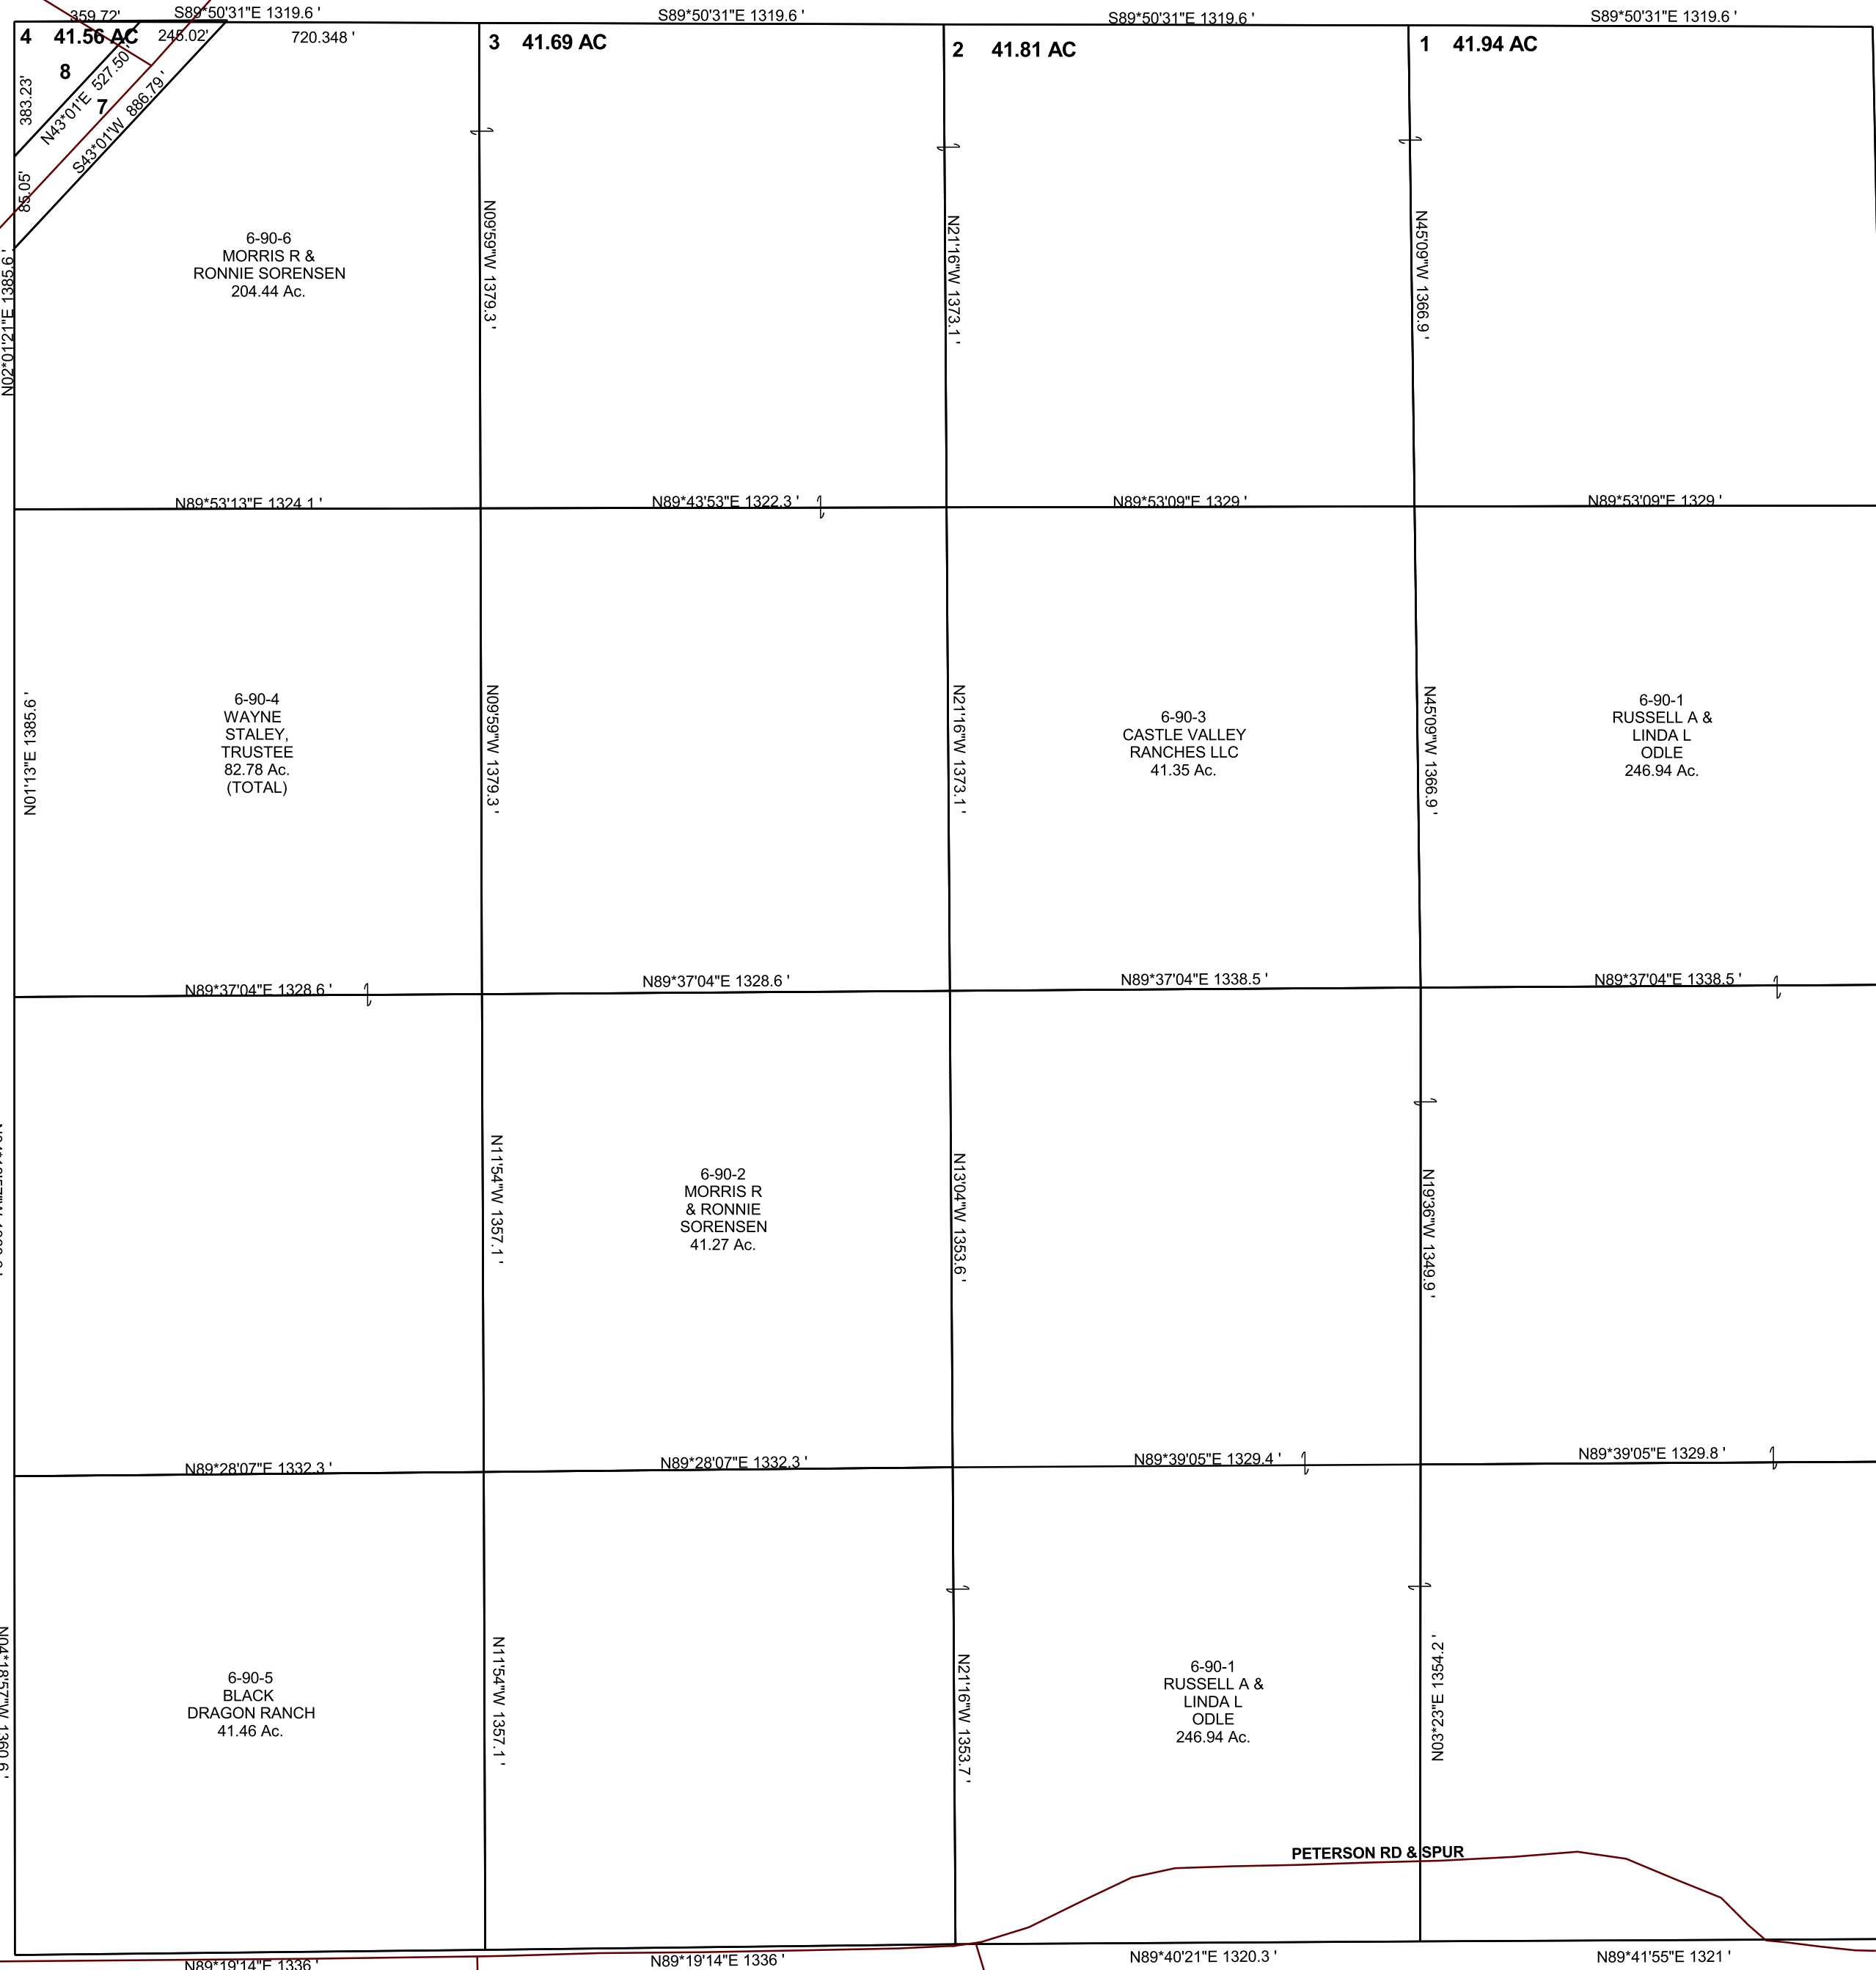 359.72'
S89*50'31"E 1319.6 '
S89*50'31"E 1319.6 '
S89*50'31"E 1319.6 '
S89*50'31"E 1319.6 '
4 41.56 AC
245.02'
720.348 '
3 41.69 AC
2 41.81 AC
1 41.94 AC
8
7
383.23'
N43*01'E 527.50 '
S43*01'W 886.79 '
85.05'
N02*01'21"E 1385.6 '
6-90-6
MORRIS R &
RONNIE SORENSEN
204.44 Ac.
N09'59"W 1379.3 '
N21'16"W 1373.1 '
N45'09"W 1366.9 '
N89*53'13"E 1324.1 '
N89*43'53"E 1322.3 '
N89*53'09"E 1329 '
N89*53'09"E 1329 '
N01'13"E 1385.6 '
6-90-4
WAYNE
STALEY,
TRUSTEE
82.78 Ac.
(TOTAL)
N09'59"W 1379.3 '
N21'16"W 1373.1 '
6-90-3
CASTLE VALLEY
RANCHES LLC
41.35 Ac.
N45'09"W 1366.9 '
6-90-1
RUSSELL A &
LINDA L
ODLE
246.94 Ac.
N89*37'04"E 1328.6 '
N89*37'04"E 1328.6 '
N89*37'04"E 1338.5 '
N89*37'04"E 1338.5 '
N11'54"W 1357.1 '
6-90-2
MORRIS R
& RONNIE
SORENSEN
41.27 Ac.
N13'04"W 1353.6 '
N19'36"W 1349.9 '
N89*28'07"E 1332.3 '
N89*28'07"E 1332.3 '
N89*39'05"E 1329.4 '
N89*39'05"E 1329.8 '
N04*18'57"W 1360.6 '
6-90-5
BLACK
DRAGON RANCH
41.46 Ac.
N11'54"W 1357.1 '
N21'16"W 1353.7 '
6-90-1
RUSSELL A &
LINDA L
ODLE
246.94 Ac.
N03*23"E 1354.2 '
PETERSON RD & SPUR
N89*19'14"E 1336 '
N89*19'14"E 1336 '
N89*40'21"E 1320.3 '
N89*41'55"E 1321 '